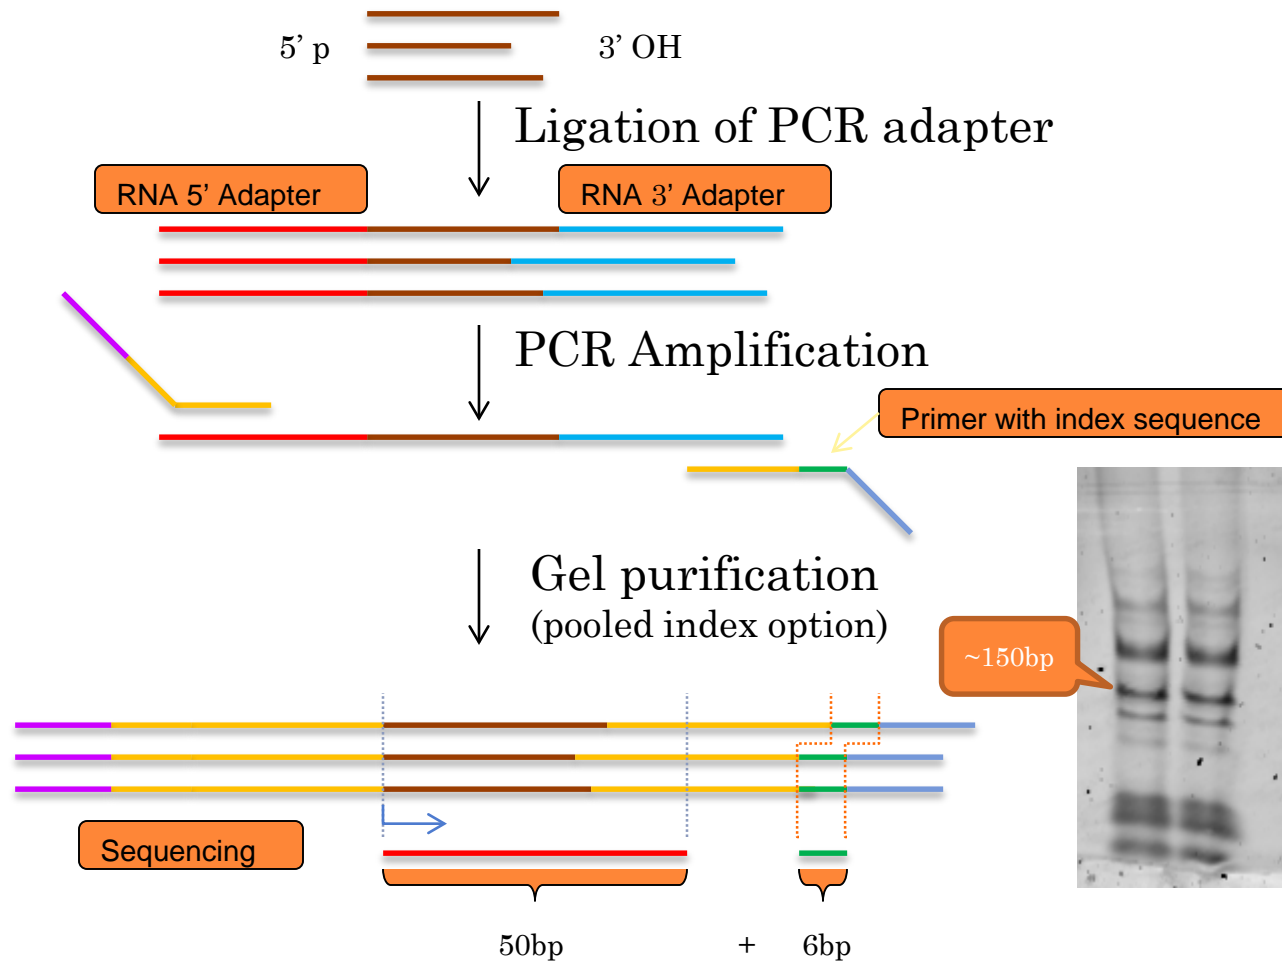 5’ p
3’ OH
Ligation of PCR adapter
RNA 5’ Adapter
RNA 3’ Adapter
PCR Amplification
Primer with index sequence
Gel purification
(pooled index option)
~150bp
Sequencing
50bp + 6bp